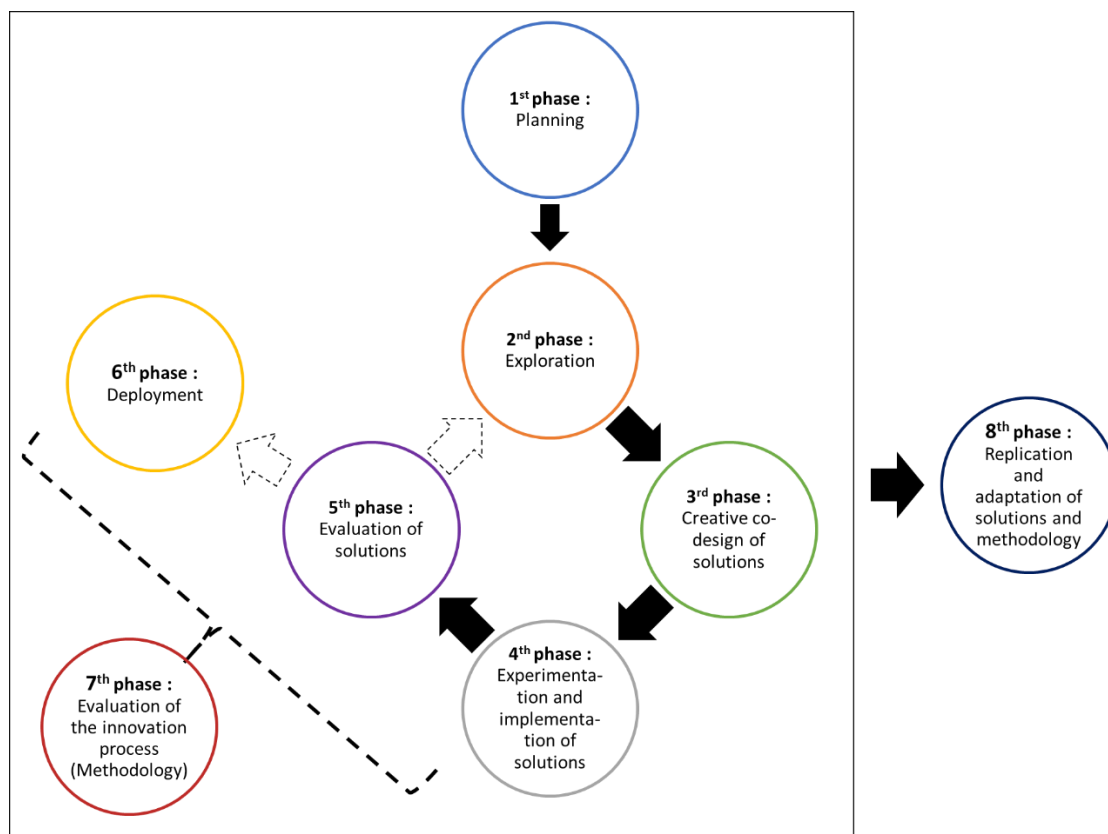 1st phase :
Planning
2nd phase :
Exploration
3rd phase :
Creative co-
design of
solutions
4th phase :
Experimenta-
tion and
implementa-
tion of
solutions
5th phase :
Evaluation of
solutions
6th phase :
Deployment
7th phase :
Evaluation of
the innovation
process
(Methodology)
8th phase :
Replication
and
adaptation of
solutions and
methodology